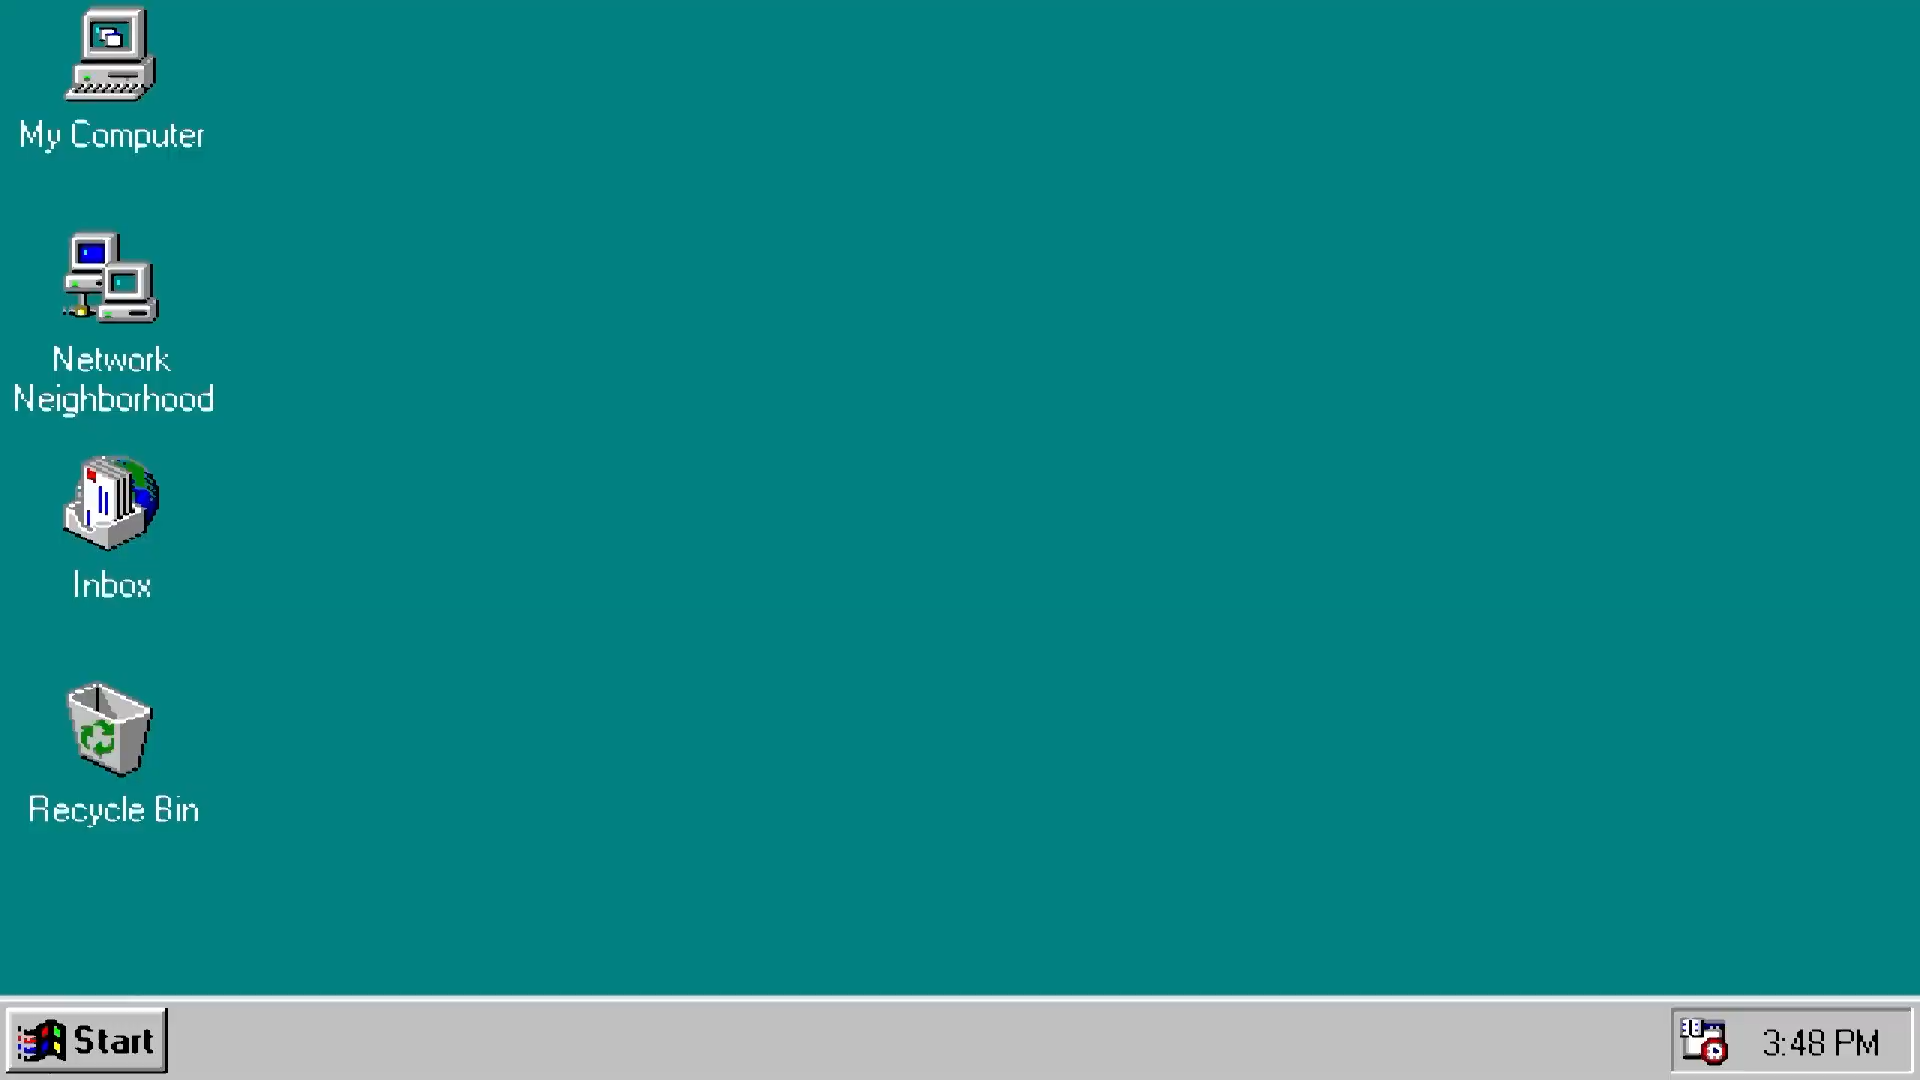 My Computer
Network
Neighborhood
Inbox
Recycle Bin
Start
3:48 PM